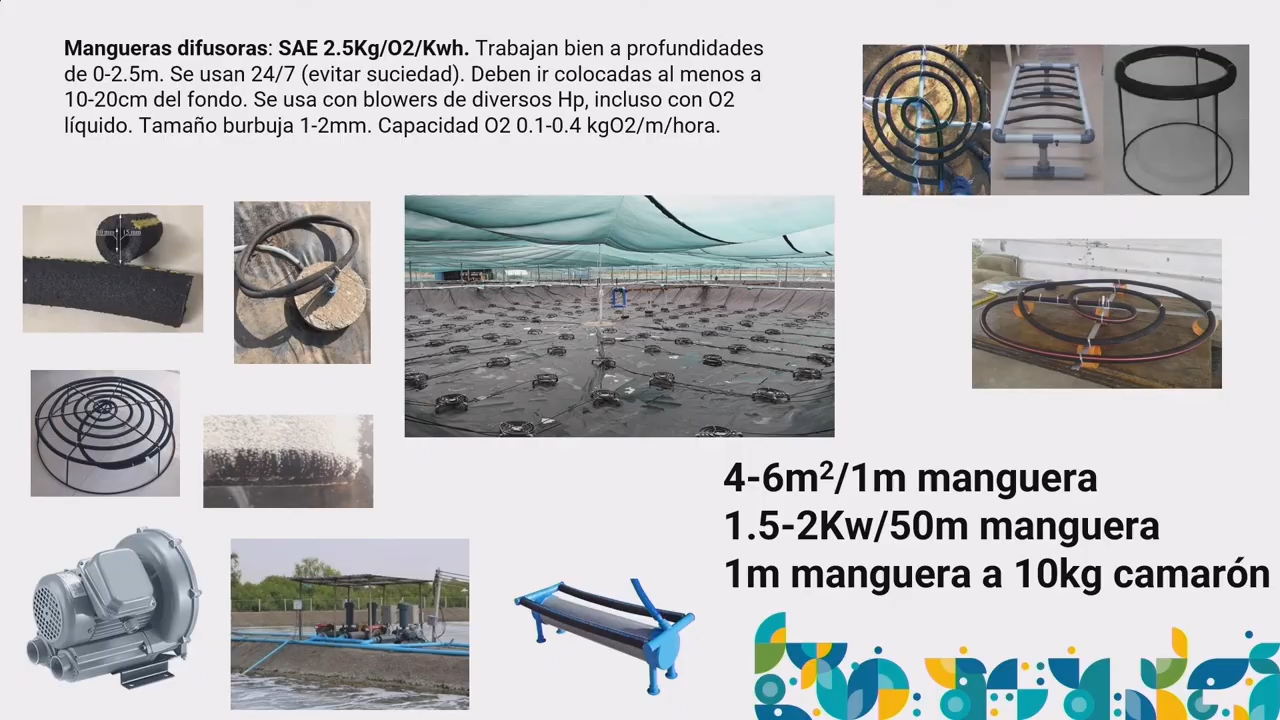 Mangueras difusoras: SAE 2.5Kg/O2/Kwh. Trabajan bien a profundidades
de 0-2.5m. Se usan 24/7 (evitar suciedad). Deben ir colocadas al menos a
10-20cm del fondo. Se usa con blowers de diversos Hp, incluso con O2
líquido. Tamaño burbuja 1-2mm. Capacidad O2 0.1-0.4 kgO2/m/hora.
4-6m²/1m manguera
1.5-2Kw/50m manguera
1m manguera a 10kg camarón